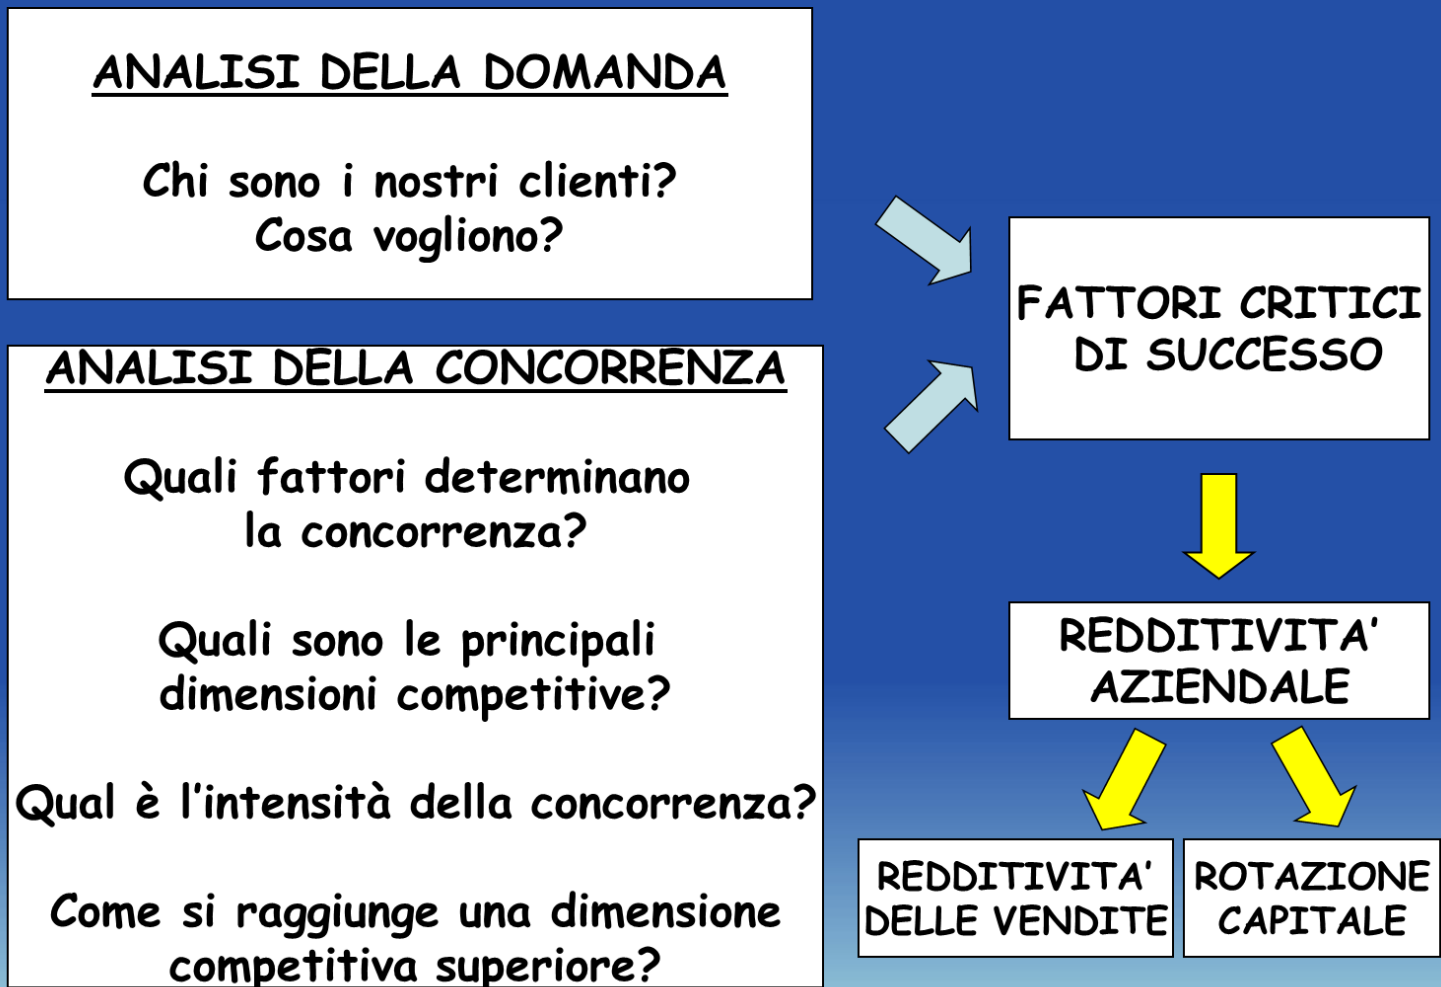 ANALISI DELLA DOMANDA
Chi sono i nostri clienti?
Cosa vogliono?
ANALISI DELLA CONCORRENZA
Quali fattori determinano
la concorrenza?
Quali sono le principali
dimensioni competitive?
Qual è l'intensità della concorrenza?
Come si raggiunge una dimensione
competitiva superiore?
FATTORI CRITICI
DI SUCCESSO
REDDITIVITA'
AZIENDALE
REDDITIVITA'
DELLE VENDITE
ROTAZIONE
CAPITALE